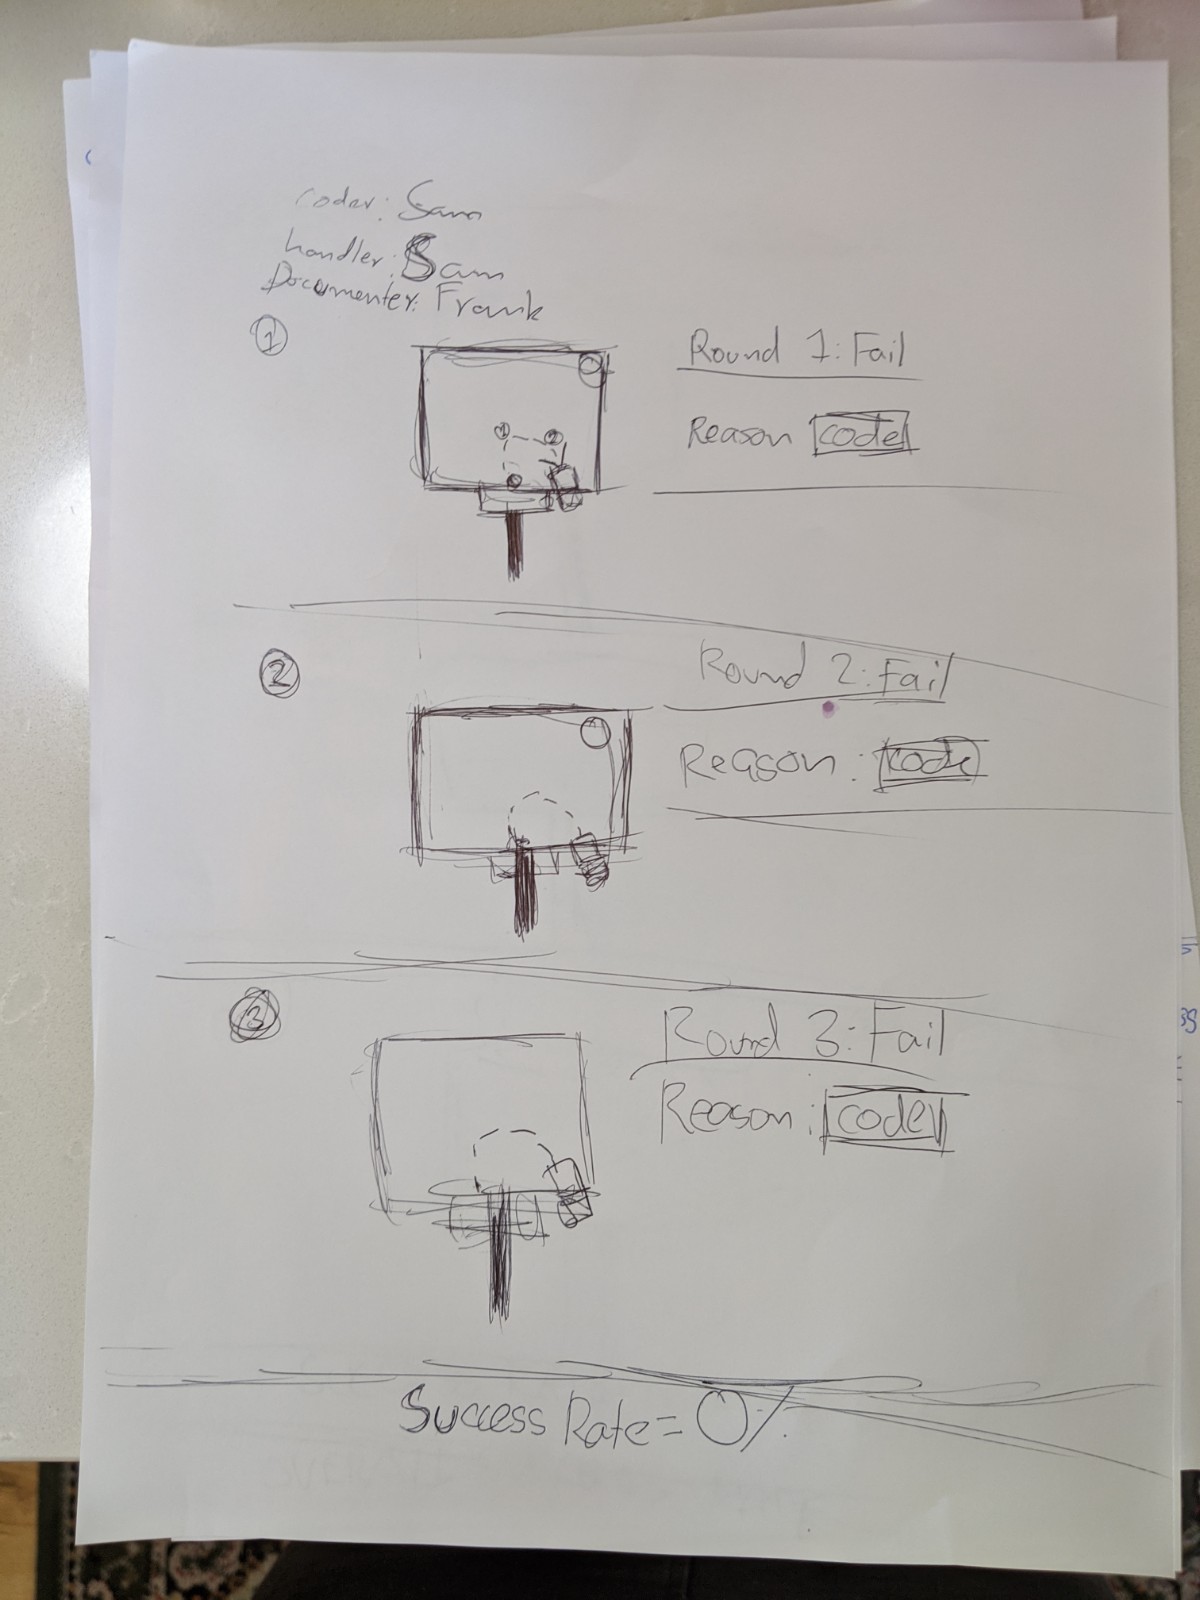 coder: Sam
handler: Sam
Documenter: Frank
1
Round 1: Fail
Reason code
1 2
2
Round 2: Fail
Reason: code
3
Round 3: Fail
Reason: code
Success Rate = 0%